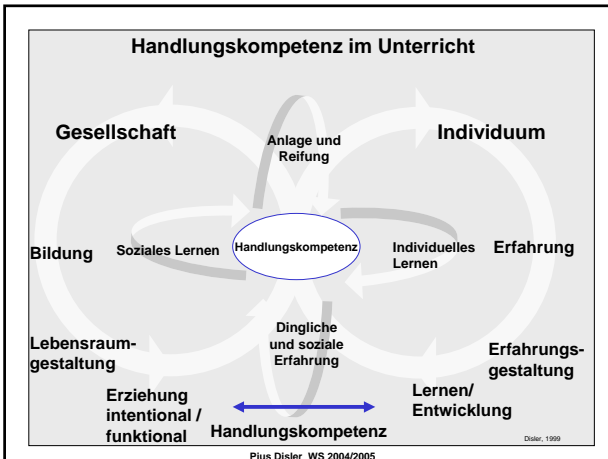 Handlungskompetenz im Unterricht
Gesellschaft
Individuum
Anlage und
Reifung
Bildung
Soziales Lernen
Handlungskompetenz
Individuelles
Lernen
Erfahrung
Lebensraum-
gestaltung
Dingliche
und soziale
Erfahrung
Erfahrungs-
gestaltung
Erziehung
intentional /
funktional
Handlungskompetenz
Lernen/
Entwicklung
Disler, 1999
Pius Disler WS 2004/2005